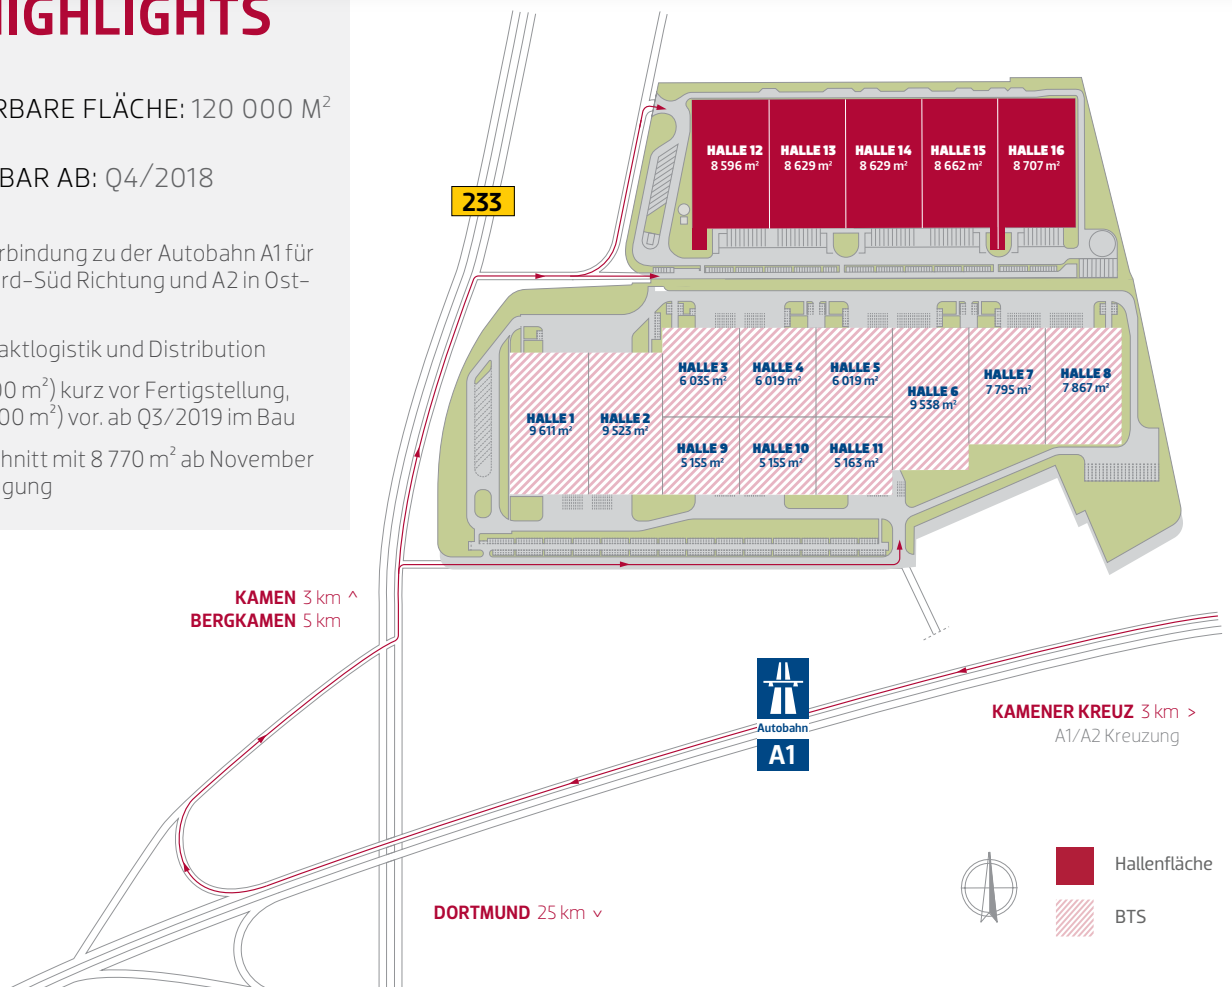 HIGHLIGHTS
RBARE FLÄCHE: 120 000 M²
BAR AB: Q4/2018
rbindung zu der Autobahn A1 für
rd-Süd Richtung und A2 in Ost-
aktlogistik und Distribution
00 m²) kurz vor Fertigstellung,
00 m²) vor. ab Q3/2019 im Bau
hnitt mit 8 770 m² ab November
gung
233
HALLE 12
8 596 m²
HALLE 13
8 629 m²
HALLE 14
8 629 m²
HALLE 15
8 662 m²
HALLE 16
8 707 m²
HALLE 1
9 611 m²
HALLE 2
9 523 m²
HALLE 3
6 035 m²
HALLE 4
6 019 m²
HALLE 5
6 019 m²
HALLE 6
9 538 m²
HALLE 7
7 795 m²
HALLE 8
7 867 m²
HALLE 9
5 155 m²
HALLE 10
5 155 m²
HALLE 11
5 163 m²
KAMEN 3 km ^
BERGKAMEN 5 km
Autobahn
A1
KAMENER KREUZ 3 km >
A1/A2 Kreuzung
DORTMUND 25 km v
Hallenfläche
BTS